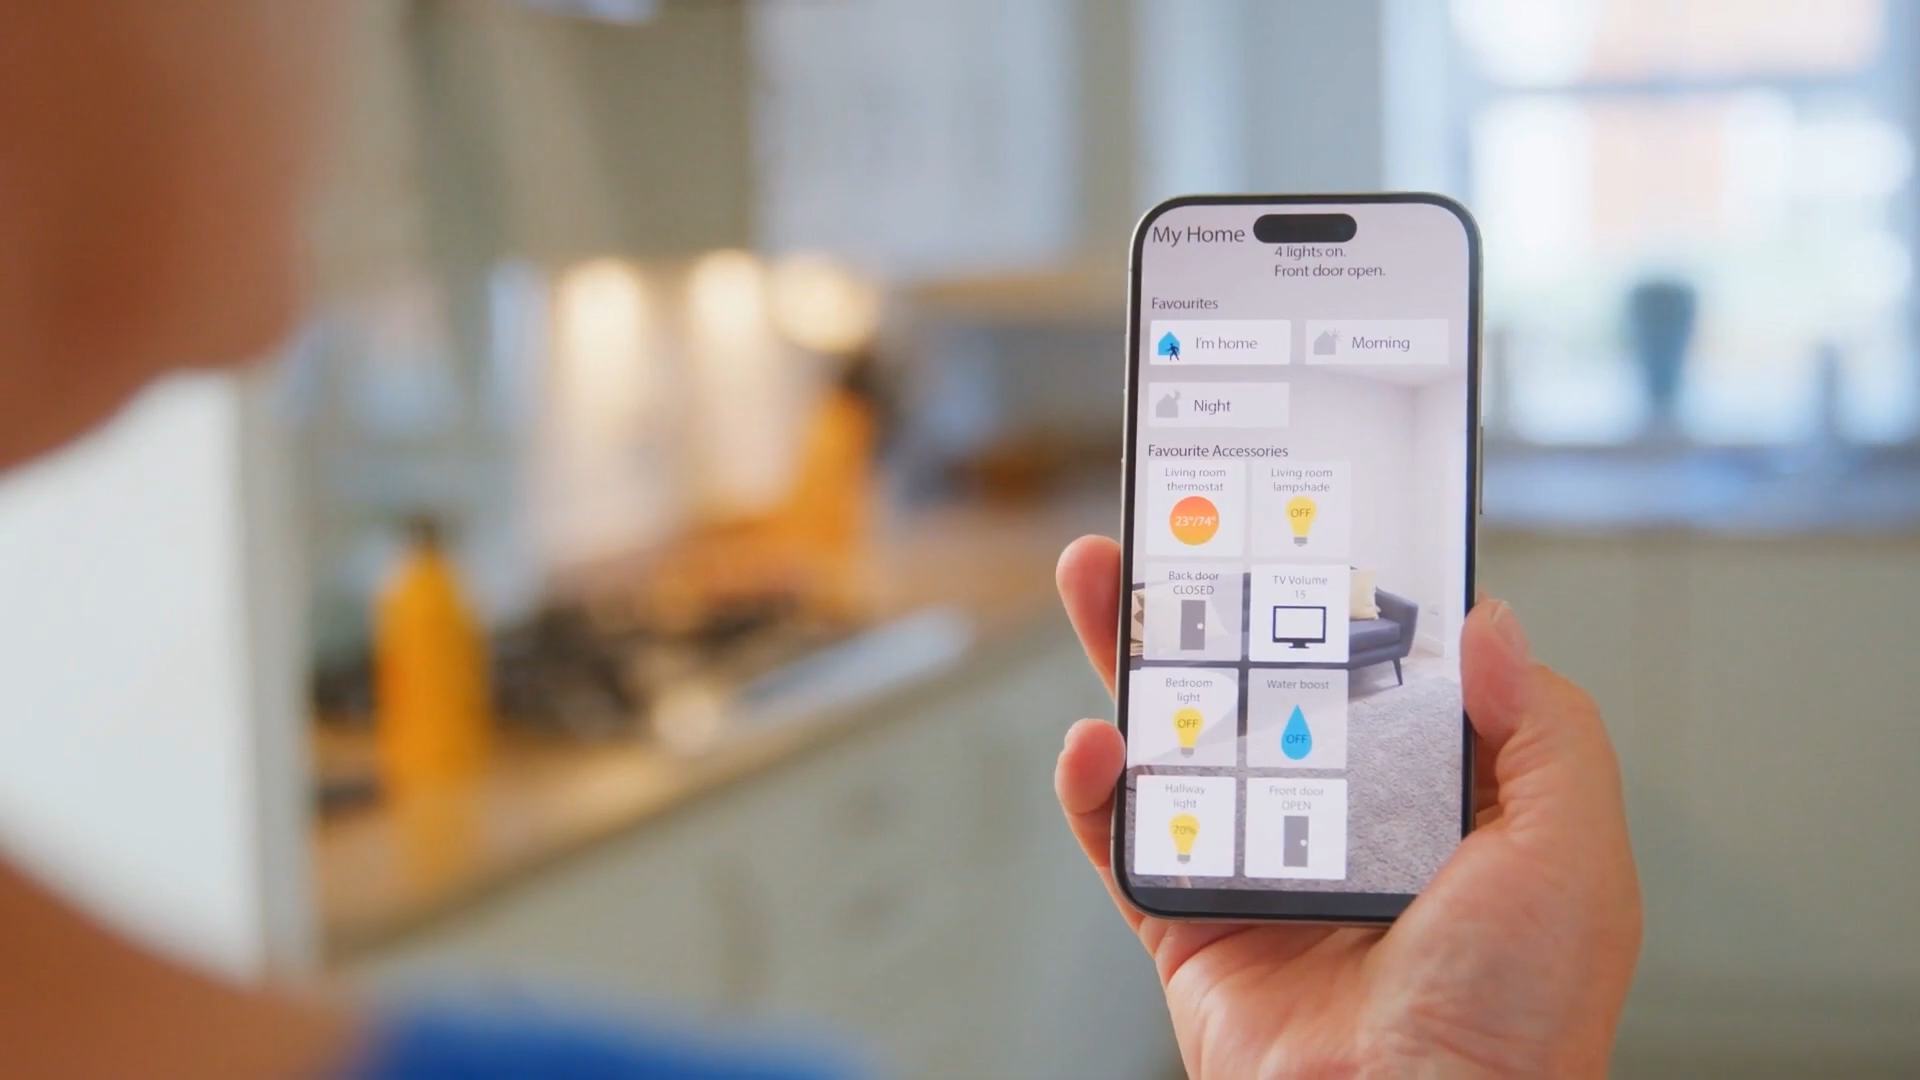 My Home
4 lights on.
Front door open.
Favourites
I'm home
Morning
Night
Favourite Accessories
Living room
thermostat
23°/74°
Living room
lampshade
OFF
Back door
CLOSED
TV Volume
15
Bedroom
light
OFF
Water boost
OFF
Hallway
light
70%
Front door
OPEN